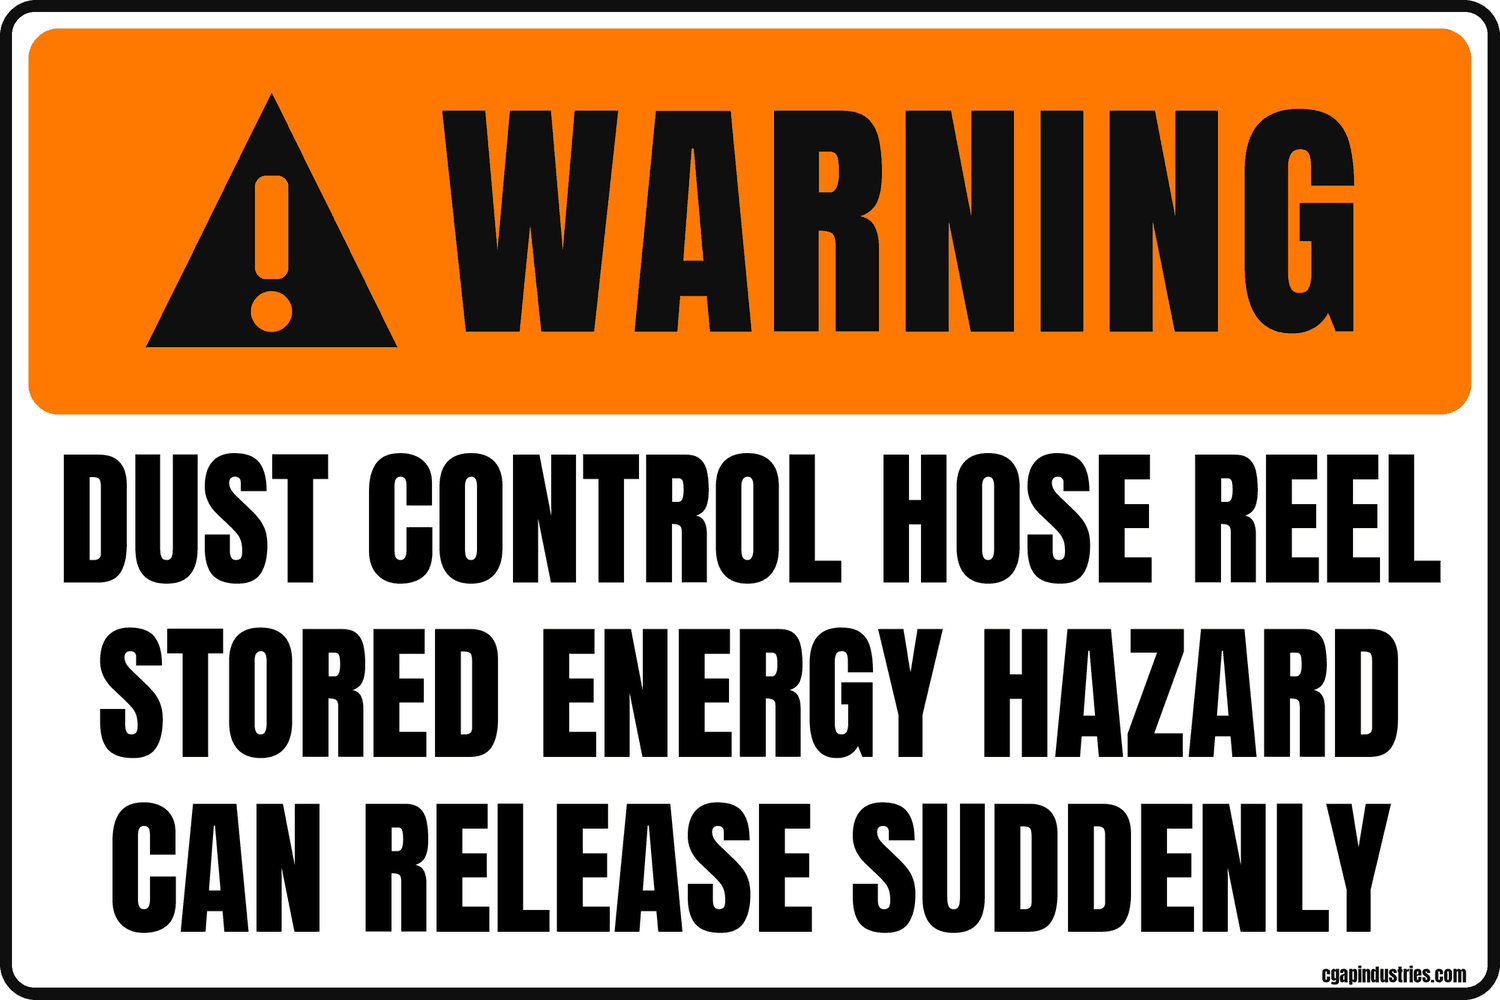 WARNING
DUST CONTROL HOSE REEL
STORED ENERGY HAZARD
CAN RELEASE SUDDENLY
cgapindustries.com